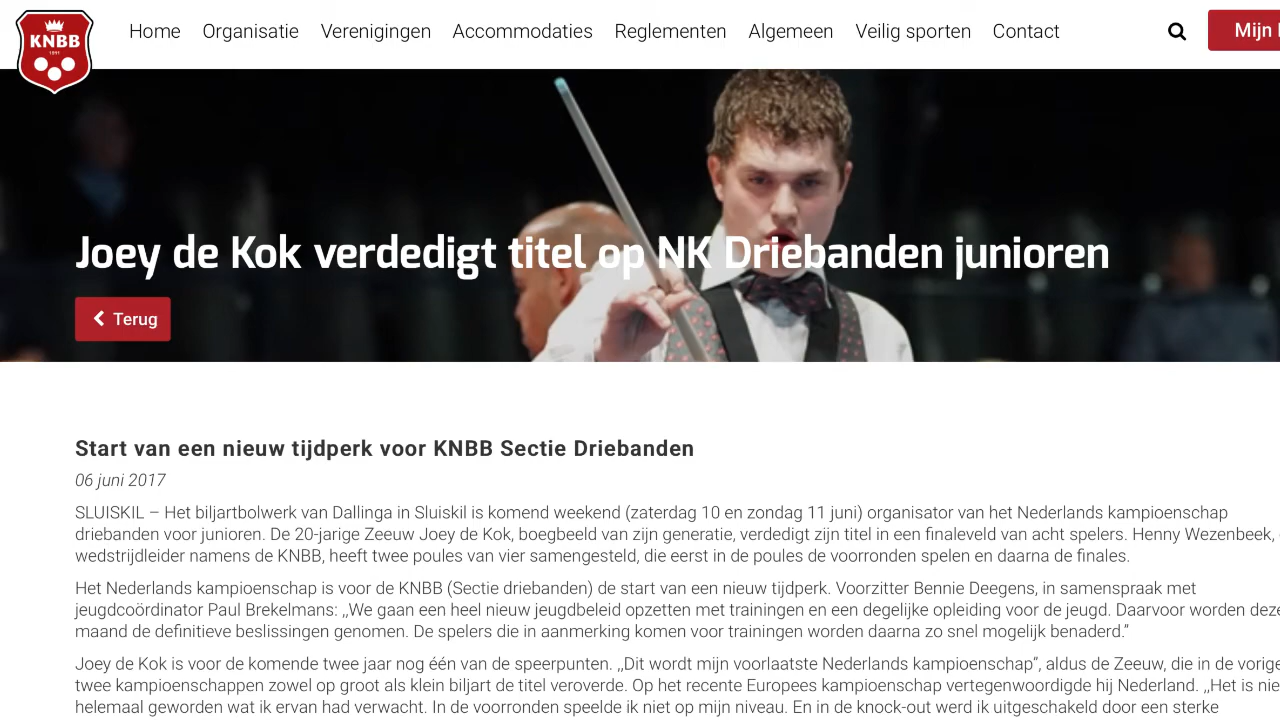 KNBB
Home Organisatie Verenigingen Accommodaties Reglementen Algemeen Veilig sporten Contact
Mijn
Joey de Kok verdedigt titel op NK Driebanden junioren
Terug
Start van een nieuw tijdperk voor KNBB Sectie Driebanden
06 juni 2017
SLUISKIL – Het biljartbolwerk van Dallinga in Sluiskil is komend weekend (zaterdag 10 en zondag 11 juni) organisator van het Nederlands kampioenschap
driebanden voor junioren. De 20-jarige Zeeuw Joey de Kok, boegbeeld van zijn generatie, verdedigt zijn titel in een finaleveld van acht spelers. Henny Wezenbeek,
wedstrijdleider namens de KNBB, heeft twee poules van vier samengesteld, die eerst in de poules de voorronden spelen en daarna de finales.
Het Nederlands kampioenschap is voor de KNBB (Sectie driebanden) de start van een nieuw tijdperk. Voorzitter Bennie Deegens, in samenspraak met
jeugdcoördinator Paul Brekelmans: ,,We gaan een heel nieuw jeugdbeleid opzetten met trainingen en een degelijke opleiding voor de jeugd. Daarvoor worden deze
maand de definitieve beslissingen genomen. De spelers die in aanmerking komen voor trainingen worden daarna zo snel mogelijk benaderd.”
Joey de Kok is voor de komende twee jaar nog één van de speerpunten. ,,Dit wordt mijn voorlaatste Nederlands kampioenschap”, aldus de Zeeuw, die in de vorige
twee kampioenschappen zowel op groot als klein biljart de titel veroverde. Op het recente Europees kampioenschap vertegenwoordigde hij Nederland. ,,Het is nie
helemaal geworden wat ik ervan had verwacht. In de voorronden speelde ik niet op mijn niveau. En in de knock-out werd ik uitgeschakeld door een sterke